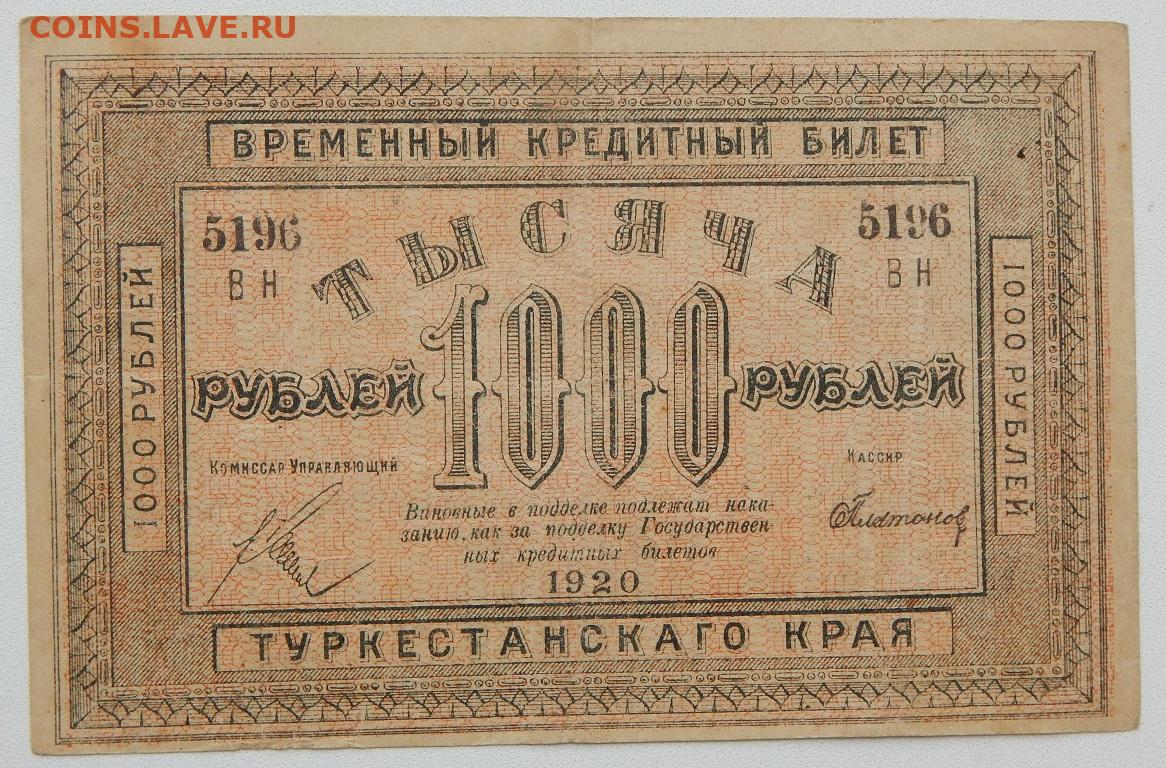 COINS.LAVE.RU
ВРЕМЕННЫЙ КРЕДИТНЫЙ БИЛЕТ
5196 5196
ВН ВН
ТЫСЯЧА
1000 РУБЛЕЙ
1000 РУБЛЕЙ
РУБЛЕЙ 1000 РУБЛЕЙ
КОМИССАР УПРАВЛЯЮЩИЙ
КАССИР
Виновные в подделке подлежат нака-
занию, как за подделку Государствен-
ных кредитных билетов
Платонов
1920
ТУРКЕСТАНСКАГО КРАЯ